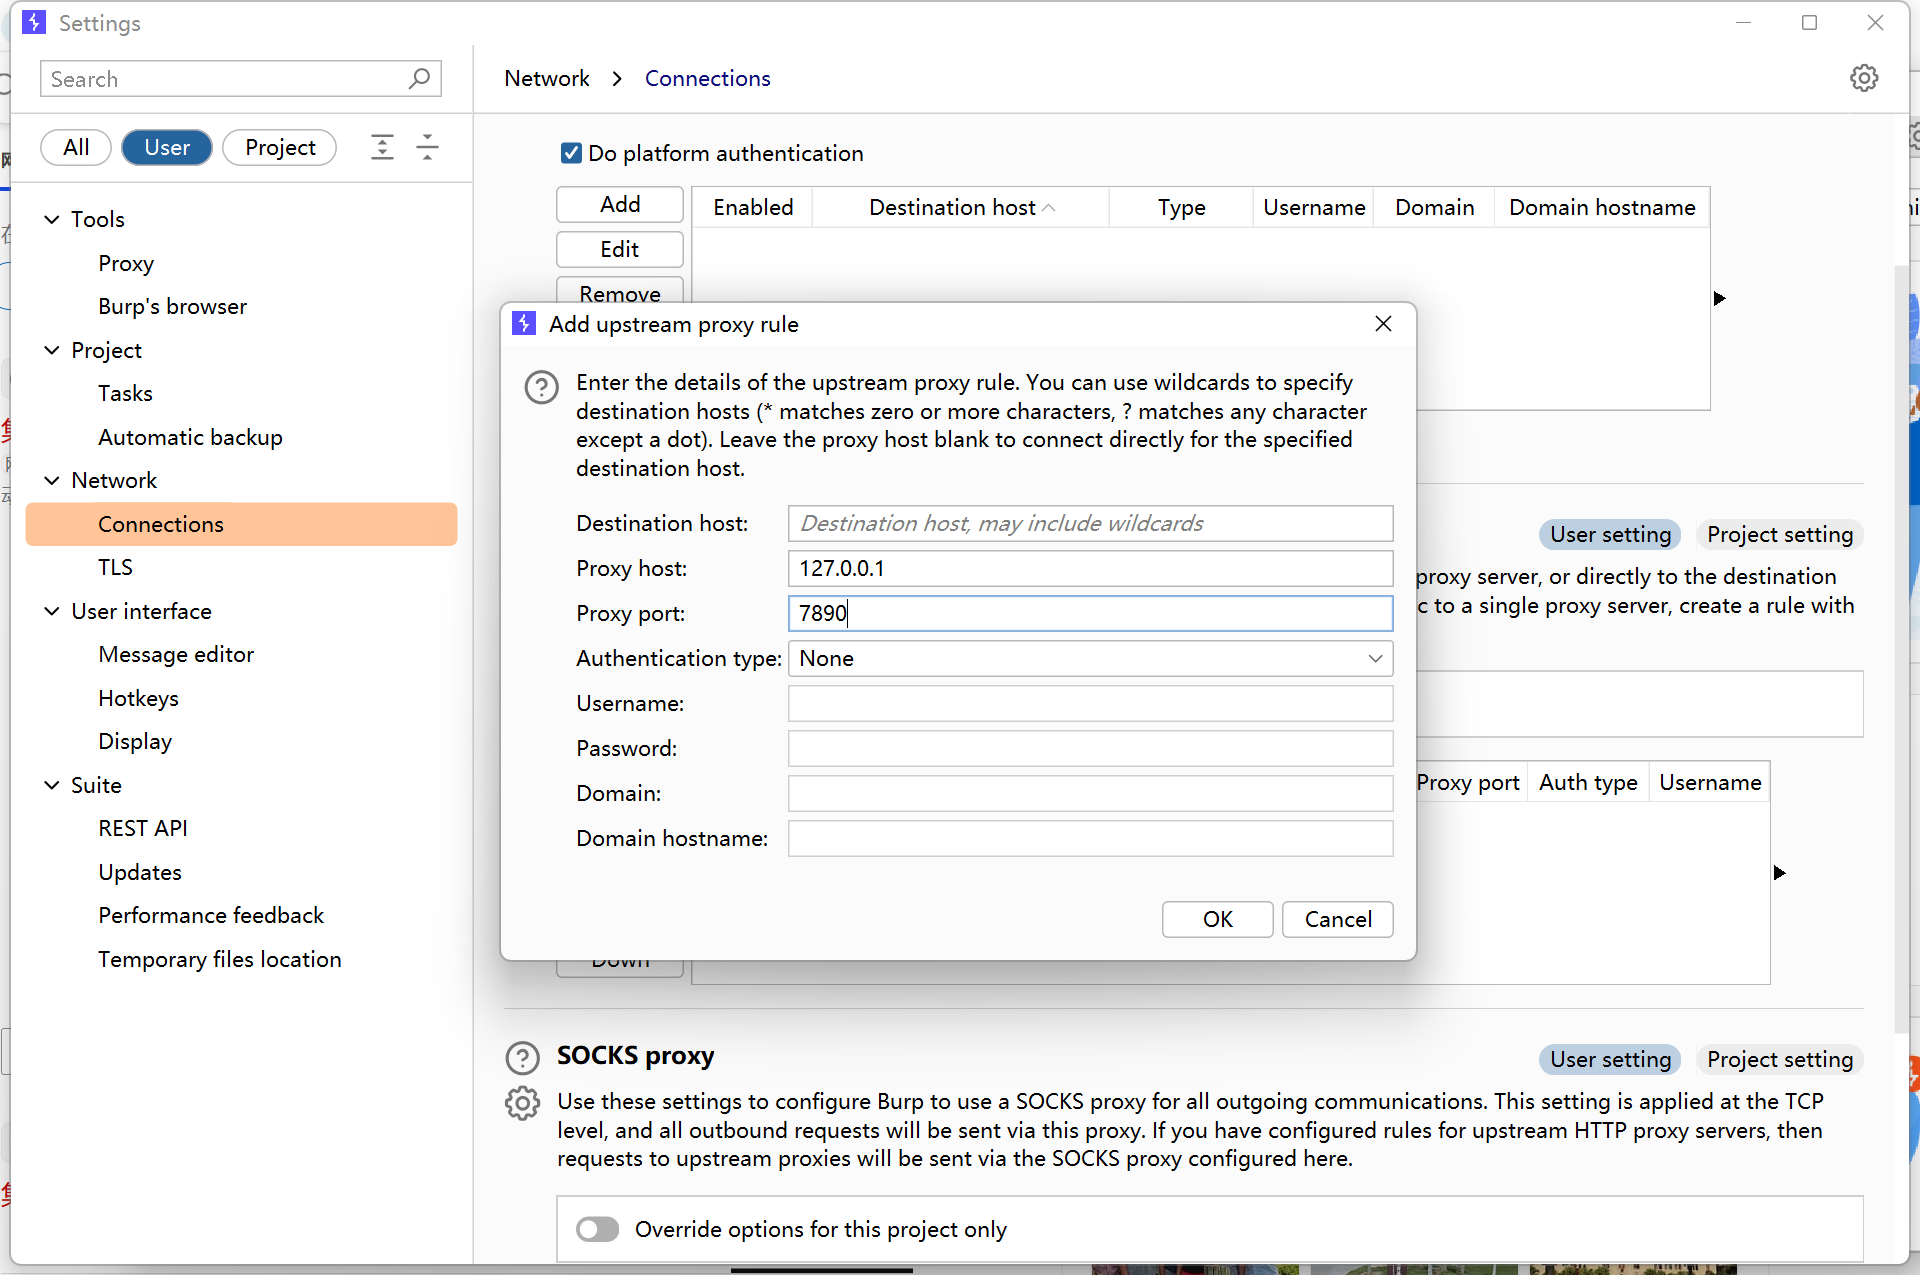 Settings
Search
Network > Connections
All User Project
Do platform authentication
Add
Edit
Remove
Enabled Destination host Type Username Domain Domain hostname
Tools
Proxy
Burp's browser
Project
Tasks
Automatic backup
Network
Connections
TLS
User interface
Message editor
Hotkeys
Display
Suite
REST API
Updates
Performance feedback
Temporary files location
Add upstream proxy rule
Enter the details of the upstream proxy rule. You can use wildcards to specify
destination hosts (* matches zero or more characters, ? matches any character
except a dot). Leave the proxy host blank to connect directly for the specified
destination host.
Destination host: Destination host, may include wildcards
Proxy host: 127.0.0.1
Proxy port: 7890
Authentication type: None
Username:
Password:
Domain:
Domain hostname:
OK Cancel
User setting Project setting
proxy server, or directly to the destination
c to a single proxy server, create a rule with
Proxy port Auth type Username
Down
SOCKS proxy
User setting Project setting
Use these settings to configure Burp to use a SOCKS proxy for all outgoing communications. This setting is applied at the TCP
level, and all outbound requests will be sent via this proxy. If you have configured rules for upstream HTTP proxy servers, then
requests to upstream proxies will be sent via the SOCKS proxy configured here.
Override options for this project only